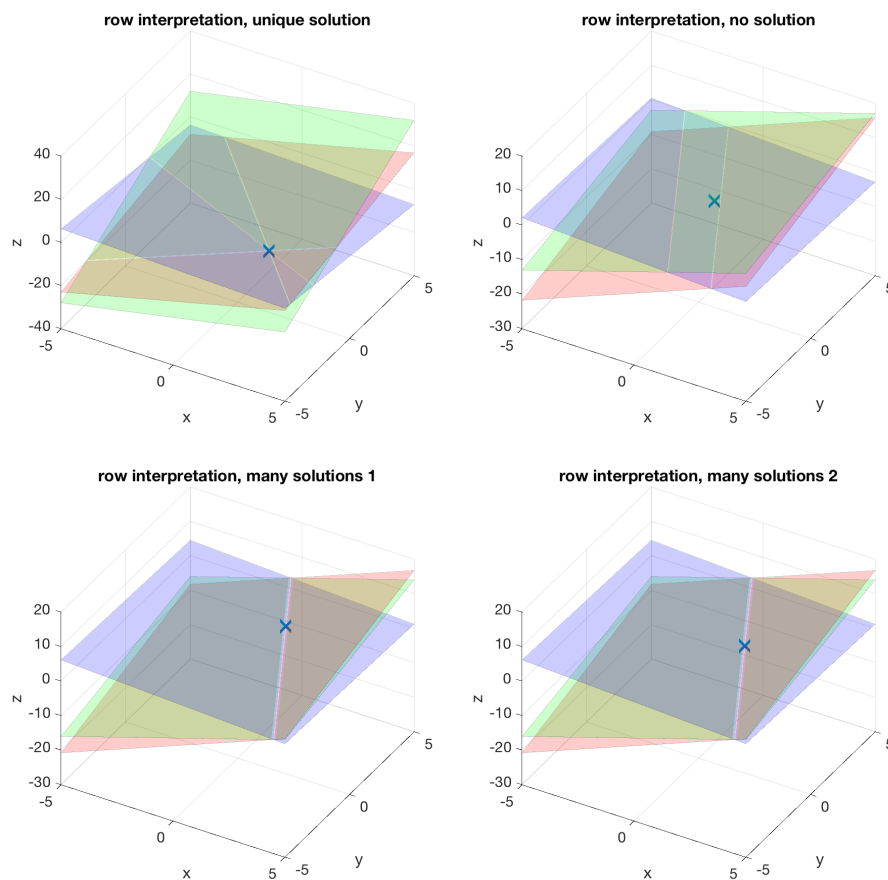 row interpretation, unique solution
40
20
0
-20
-40
z
-5
0
5
x
-5
0
5
y
row interpretation, no solution
20
10
0
-10
-20
-30
z
-5
0
5
x
-5
0
5
y
row interpretation, many solutions 1
20
10
0
-10
-20
-30
z
-5
0
5
x
-5
0
5
y
row interpretation, many solutions 2
20
10
0
-10
-20
-30
z
-5
0
5
x
-5
0
5
y